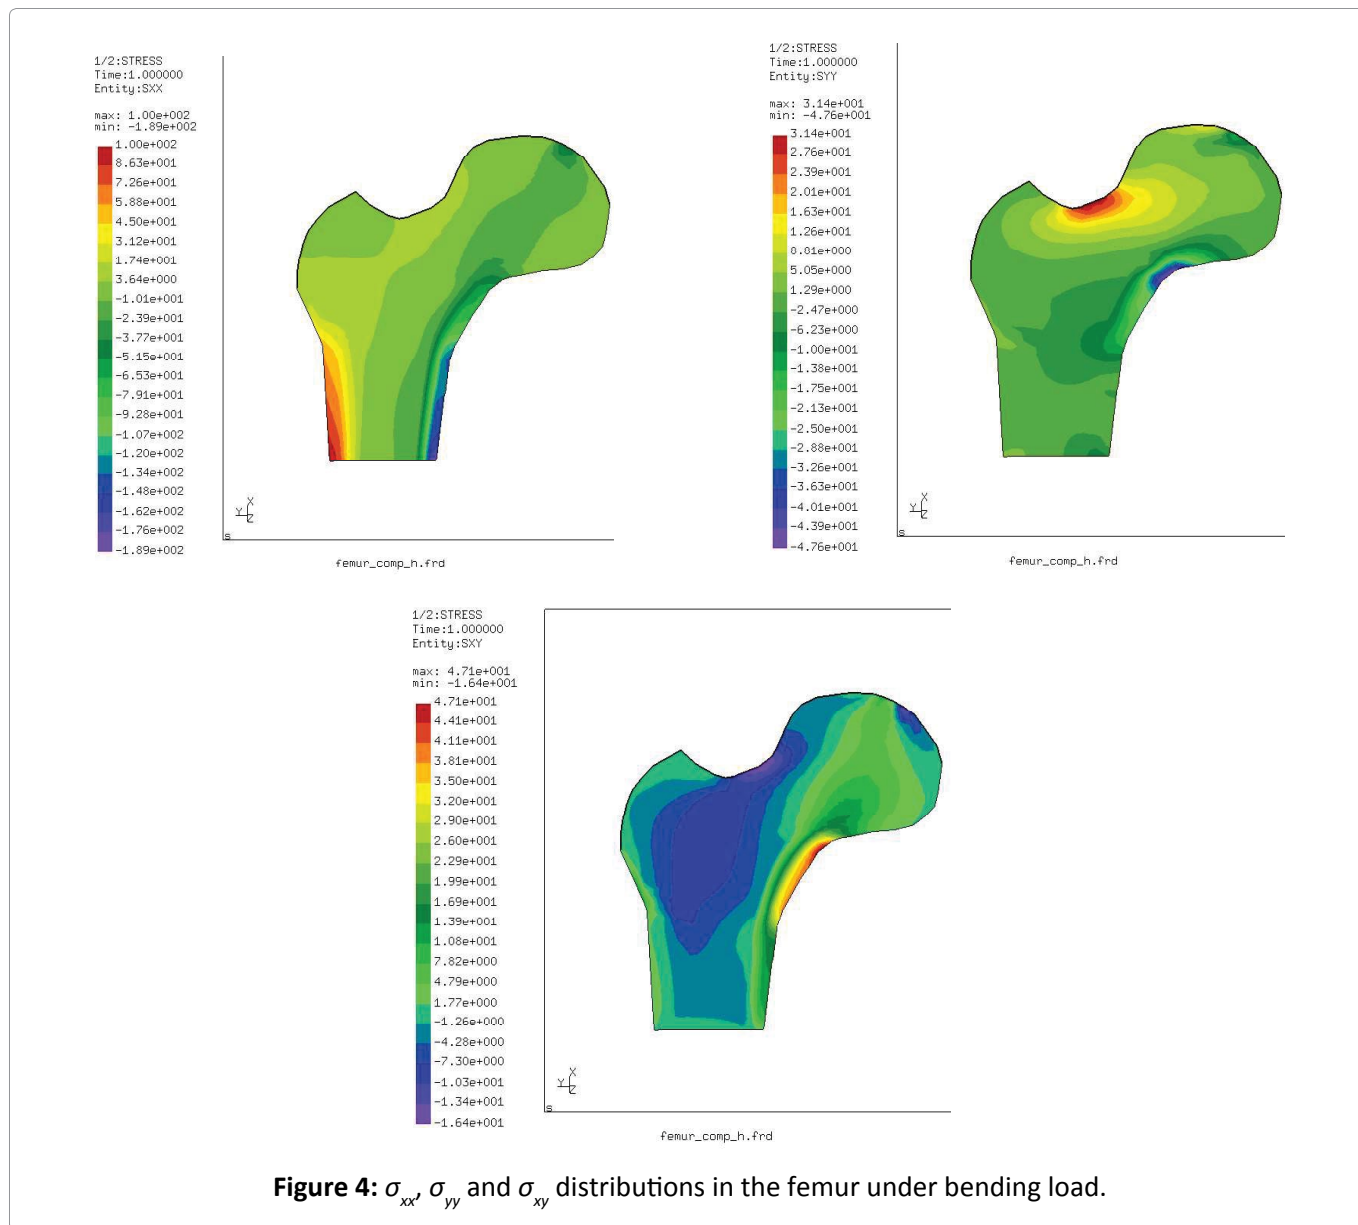 1/2:STRESS
Time:1.000000
Entity:SXX
max: 1.00e+002
min: -1.89e+002
1.00e+002
8.63e+001
7.26e+001
5.88e+001
4.50e+001
3.12e+001
1.74e+001
3.64e+000
-1.01e+001
-2.39e+001
-3.77e+001
-5.15e+001
-6.53e+001
-7.91e+001
-9.28e+001
-1.07e+002
-1.20e+002
-1.34e+002
-1.48e+002
-1.62e+002
-1.76e+002
-1.89e+002
X
Y
Z
s
femur_comp_h.frd
1/2:STRESS
Time:1.000000
Entity:SYY
max: 3.14e+001
min: -4.76e+001
3.14e+001
2.76e+001
2.39e+001
2.01e+001
1.63e+001
1.26e+001
0.01e+000
5.05e+000
1.29e+000
-2.47e+000
-6.23e+000
-1.00e+001
-1.38e+001
-1.75e+001
-2.13e+001
-2.50e+001
-2.88e+001
-3.26e+001
-3.63e+001
-4.01e+001
-4.39e+001
-4.76e+001
X
Y
Z
s
femur_comp_h.frd
1/2:STRESS
Time:1.000000
Entity:SXY
max: 4.71e+001
min: -1.64e+001
4.71e+001
4.41e+001
4.11e+001
3.81e+001
3.50e+001
3.20e+001
2.90e+001
2.60e+001
2.29e+001
1.99e+001
1.69e+001
1.39e+001
1.08e+001
7.82e+000
4.79e+000
1.77e+000
-1.26e+000
-4.28e+000
-7.30e+000
-1.03e+001
-1.34e+001
-1.64e+001
X
Y
Z
s
femur_comp_h.frd
Figure 4: σxx, σyy and σxy distributions in the femur under bending load.